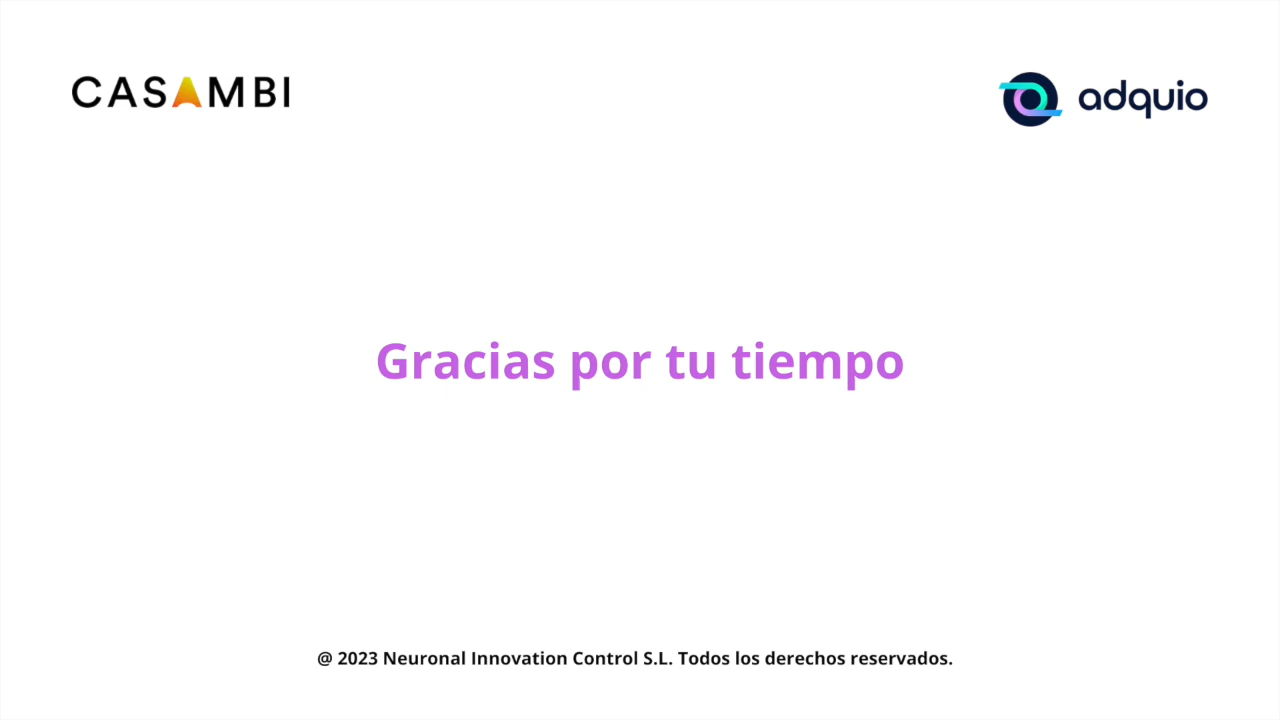 CASAMBI
adquio
Gracias por tu tiempo
@ 2023 Neuronal Innovation Control S.L. Todos los derechos reservados.